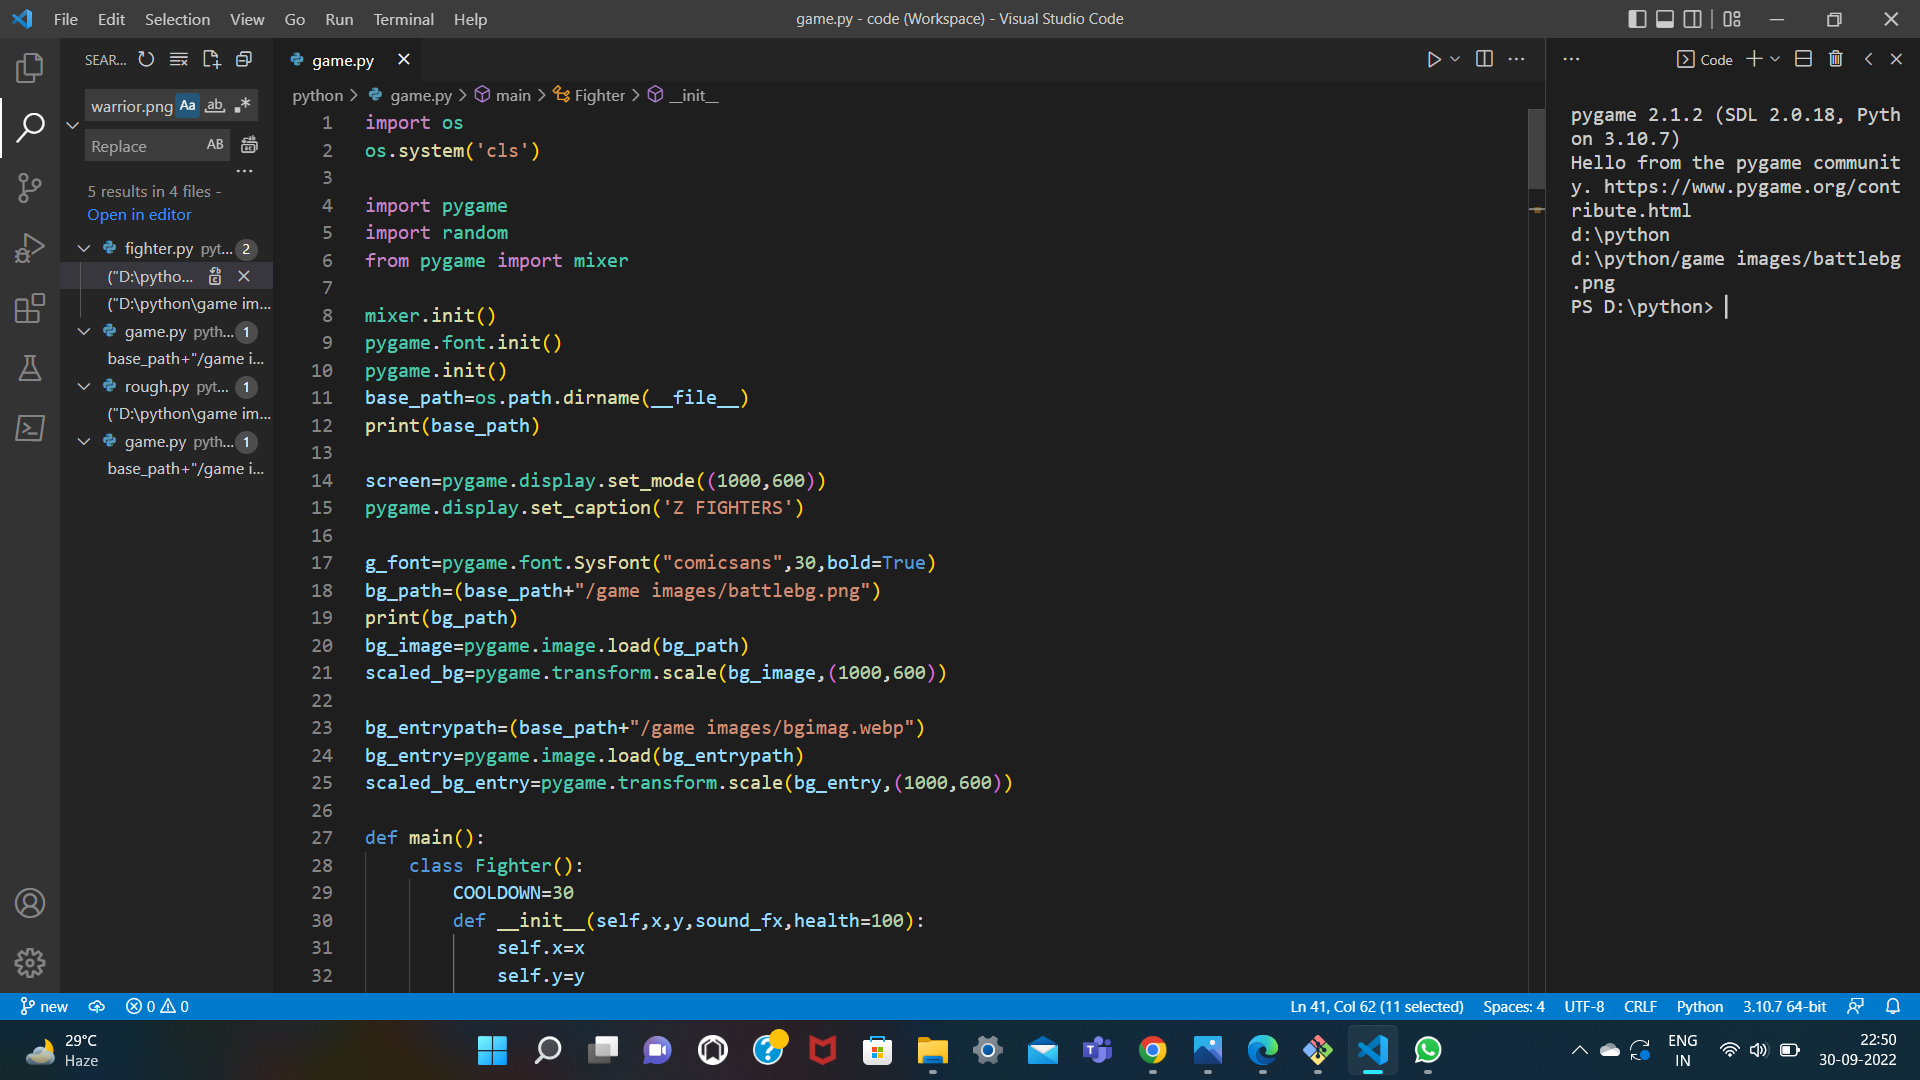 File Edit Selection View Go Run Terminal Help
game.py - code (Workspace) - Visual Studio Code
SEAR...
warrior.png Aa ab
Replace AB
5 results in 4 files -
Open in editor
fighter.py pyt... 2
("D:\pytho...
("D:\python\game im...
game.py pyth... 1
base_path+"/game i...
rough.py pyt... 1
("D:\python\game im...
game.py pyth... 1
base_path+"/game i...
game.py
python > game.py > main > Fighter > __init__
1 import os
2 os.system('cls')
3
4 import pygame
5 import random
6 from pygame import mixer
7
8 mixer.init()
9 pygame.font.init()
10 pygame.init()
11 base_path=os.path.dirname(__file__)
12 print(base_path)
13
14 screen=pygame.display.set_mode((1000,600))
15 pygame.display.set_caption('Z FIGHTERS')
16
17 g_font=pygame.font.SysFont("comicsans",30,bold=True)
18 bg_path=(base_path+"/game images/battlebg.png")
19 print(bg_path)
20 bg_image=pygame.image.load(bg_path)
21 scaled_bg=pygame.transform.scale(bg_image,(1000,600))
22
23 bg_entrypath=(base_path+"/game images/bgimag.webp")
24 bg_entry=pygame.image.load(bg_entrypath)
25 scaled_bg_entry=pygame.transform.scale(bg_entry,(1000,600))
26
27 def main():
28 class Fighter():
29 COOLDOWN=30
30 def __init__(self,x,y,sound_fx,health=100):
31 self.x=x
32 self.y=y
Code
pygame 2.1.2 (SDL 2.0.18, Pyth
on 3.10.7)
Hello from the pygame communit
y. https://www.pygame.org/cont
ribute.html
d:\python
d:\python/game images/battlebg
.png
PS D:\python>
new 0 0
Ln 41, Col 62 (11 selected) Spaces: 4 UTF-8 CRLF Python 3.10.7 64-bit
29°C
Haze
ENG
IN
22:50
30-09-2022